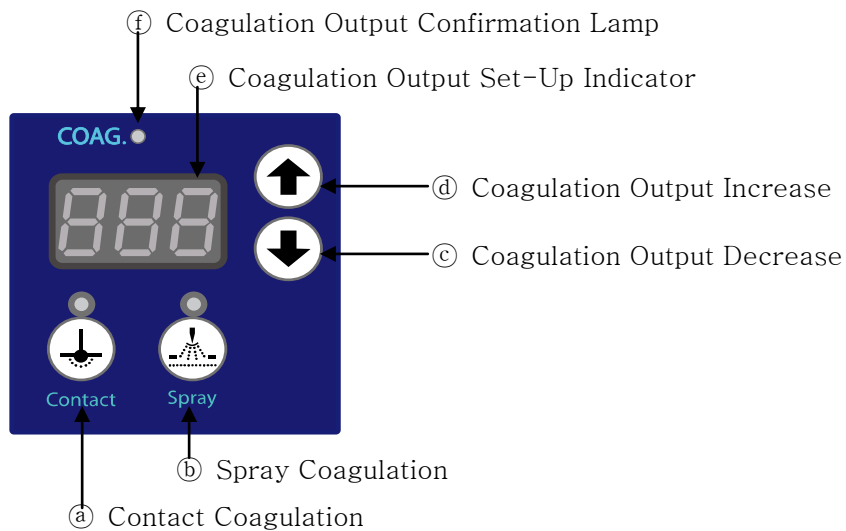 ⓕ Coagulation Output Confirmation Lamp
ⓔ Coagulation Output Set-Up Indicator
COAG.
888
ⓓ Coagulation Output Increase
ⓒ Coagulation Output Decrease
Contact
Spray
ⓑ Spray Coagulation
ⓐ Contact Coagulation